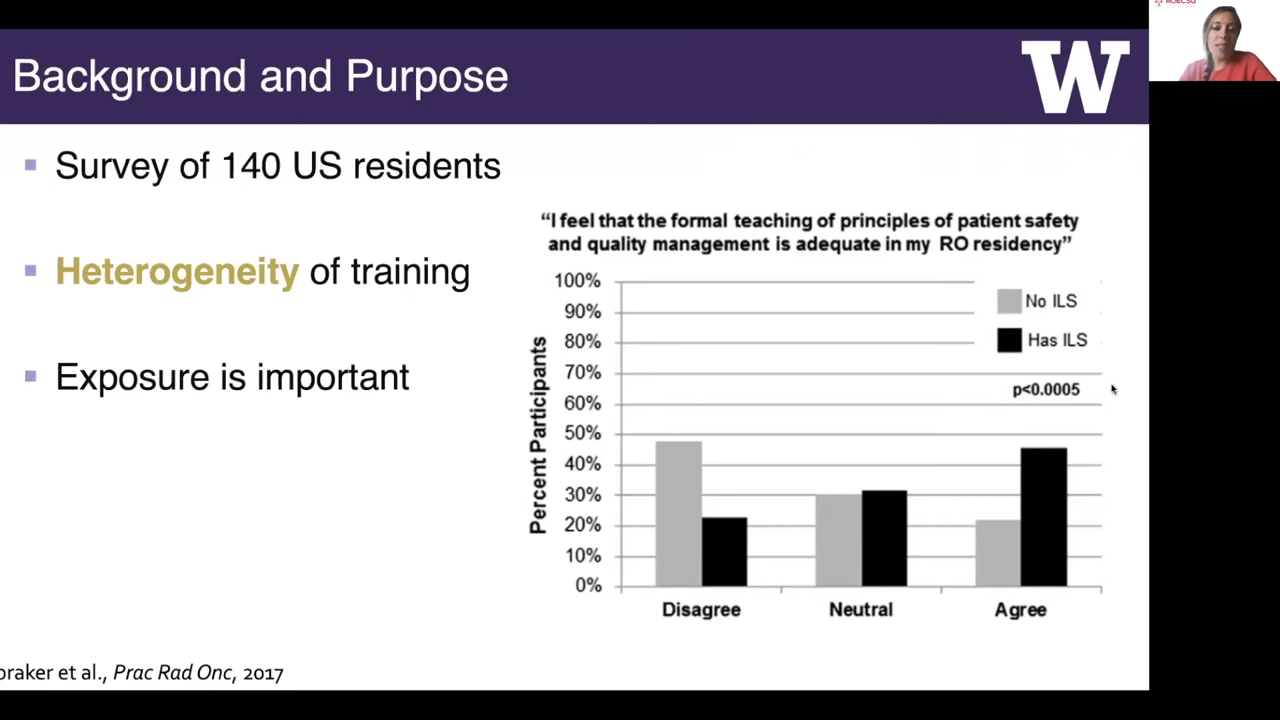 ROECSG
Background and Purpose
W
Survey of 140 US residents
Heterogeneity of training
Exposure is important
“I feel that the formal teaching of principles of patient safety
and quality management is adequate in my RO residency”
100%
90%
80%
70%
60%
50%
40%
30%
20%
10%
0%
Percent Participants
No ILS
Has ILS
p<0.0005
Disagree
Neutral
Agree
praker et al., Prac Rad Onc, 2017